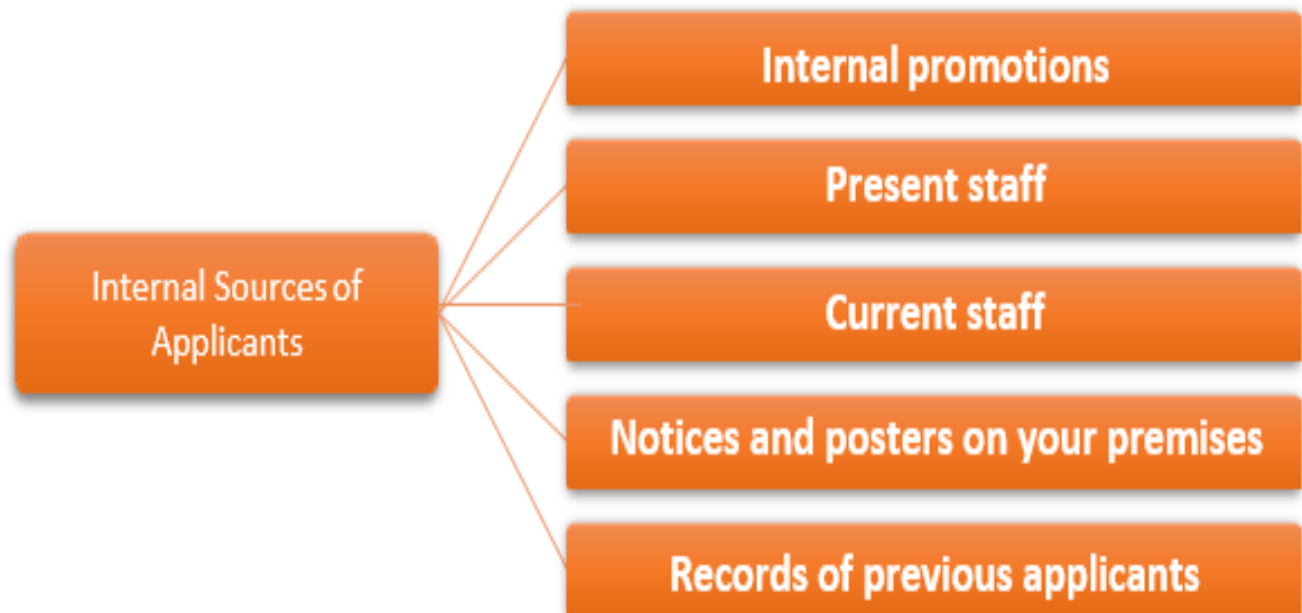 Internal Sources of
Applicants
Internal promotions
Present staff
Current staff
Notices and posters on your premises
Records of previous applicants